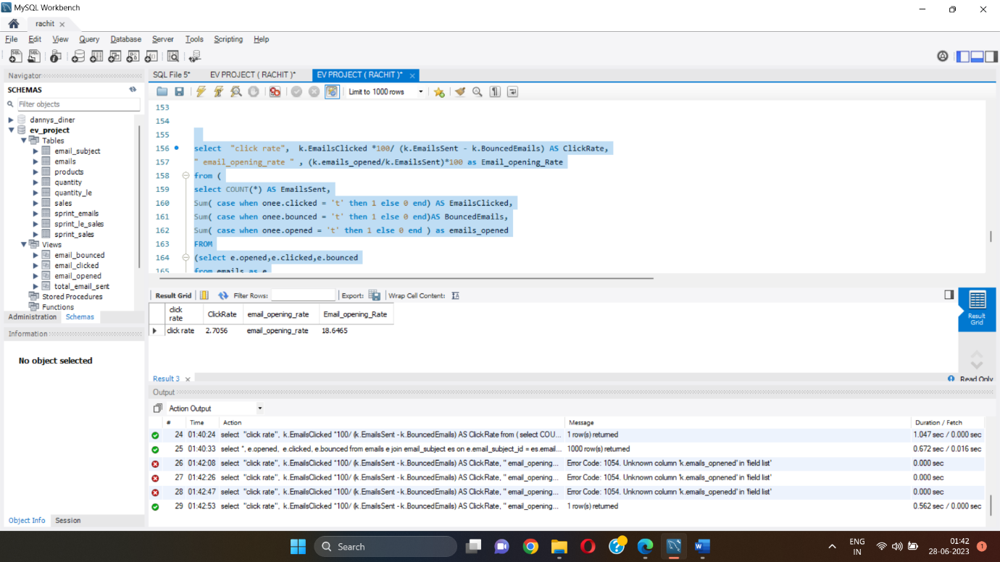 MySQL Workbench
rachit
File Edit View Query Database Server Tools Scripting Help
Navigator
SCHEMAS
Filter objects
dannys_diner
ev_project
Tables
email_subject
emails
products
quantity
quantity_le
sales
sprint_emails
sprint_le_sales
sprint_sales
Views
email_bounced
email_clicked
email_opened
total_email_sent
Stored Procedures
Functions
Administration Schemas
Information
No object selected
Object Info Session
SQL File 5* EV PROJECT ( RACHIT )* EV PROJECT ( RACHIT )*
Limit to 1000 rows
153
154
155
156 select "click rate", k.EmailsClicked *100/ (k.EmailsSent - k.BouncedEmails) AS ClickRate,
157 " email_opening_rate " , (k.emails_opened/k.EmailsSent)*100 as Email_opening_Rate
158 from (
159 select COUNT(*) AS EmailsSent,
160 Sum( case when onee.clicked = 't' then 1 else 0 end) AS EmailsClicked,
161 Sum( case when onee.bounced = 't' then 1 else 0 end)AS BouncedEmails,
162 Sum( case when onee.opened = 't' then 1 else 0 end ) as emails_opened
163 FROM
164 (select e.opened,e.clicked,e.bounced
165 from emails as e
Result Grid Filter Rows: Export: Wrap Cell Content:
click rate ClickRate email_opening_rate Email_opening_Rate
click rate 2.7056 email_opening_rate 18.6465
Result Grid
Result 3 Read Only
Output
Action Output
# Time Action Message Duration / Fetch
24 01:40:24 select "click rate", k.EmailsClicked *100/ (k.EmailsSent - k.BouncedEmails) AS ClickRate from ( select COU... 1 row(s) returned 1.047 sec / 0.000 sec
25 01:40:33 select *, e.opened, e.clicked, e.bounced from emails e join email_subject es on e.email_subject_id = es.email... 1000 row(s) returned 0.672 sec / 0.016 sec
26 01:42:08 select "click rate", k.EmailsClicked *100/ (k.EmailsSent - k.BouncedEmails) AS ClickRate, " email_opening... Error Code: 1054. Unknown column 'k.emails_opnened' in 'field list' 0.000 sec
27 01:42:26 select "click rate", k.EmailsClicked *100/ (k.EmailsSent - k.BouncedEmails) AS ClickRate, " email_opening... Error Code: 1054. Unknown column 'k.emails_opnened' in 'field list' 0.000 sec
28 01:42:47 select "click rate", k.EmailsClicked *100/ (k.EmailsSent - k.BouncedEmails) AS ClickRate, " email_opening... Error Code: 1054. Unknown column 'k.emails_openedd' in 'field list' 0.000 sec
29 01:42:53 select "click rate", k.EmailsClicked *100/ (k.EmailsSent - k.BouncedEmails) AS ClickRate, " email_opening... 1 row(s) returned 0.562 sec / 0.000 sec
Search
ENG
IN
01:42
28-06-2023
1